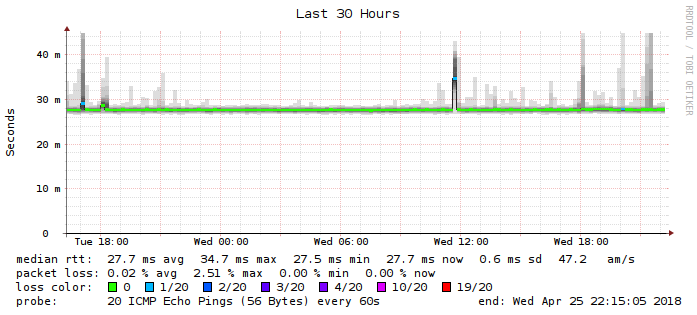 Last 30 Hours
RRDTOOL / TOBI OETIKER
Seconds
40 m
30 m
20 m
10 m
0
Tue 18:00 Wed 00:00 Wed 06:00 Wed 12:00 Wed 18:00
median rtt: 27.7 ms avg 34.7 ms max 27.5 ms min 27.7 ms now 0.6 ms sd 47.2 am/s
packet loss: 0.02 % avg 2.51 % max 0.00 % min 0.00 % now
loss color: 0 1/20 2/20 3/20 4/20 10/20 19/20
probe: 20 ICMP Echo Pings (56 Bytes) every 60s end: Wed Apr 25 22:15:05 2018